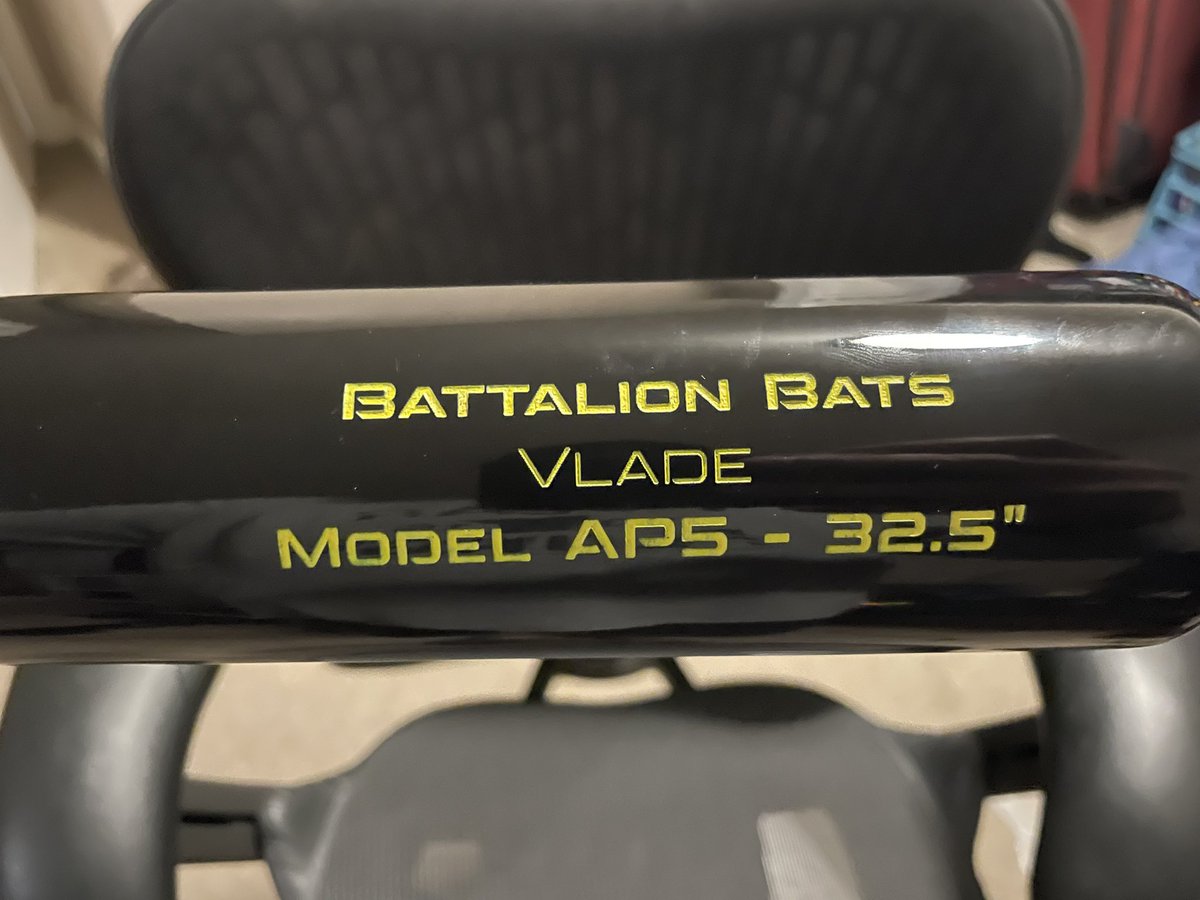 Battalion Bats
Vlade
Model AP5 - 32.5"